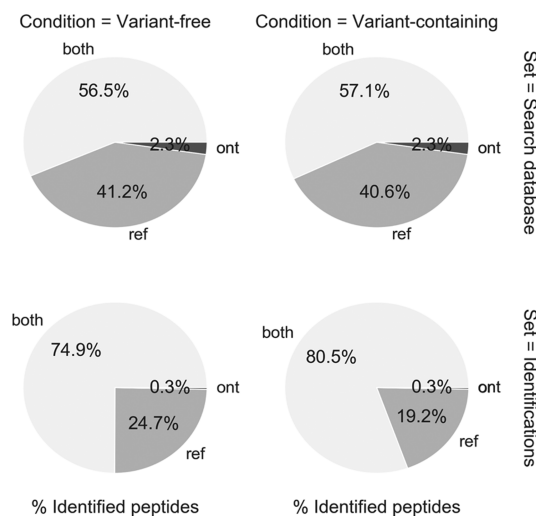 Condition = Variant-free
Condition = Variant-containing
both
56.5%
2.3%
ont
41.2%
ref
both
57.1%
2.3%
ont
40.6%
ref
Set = Search database
both
74.9%
0.3%
ont
24.7%
ref
both
80.5%
0.3%
ont
19.2%
ref
Set = Identifications
% Identified peptides
% Identified peptides